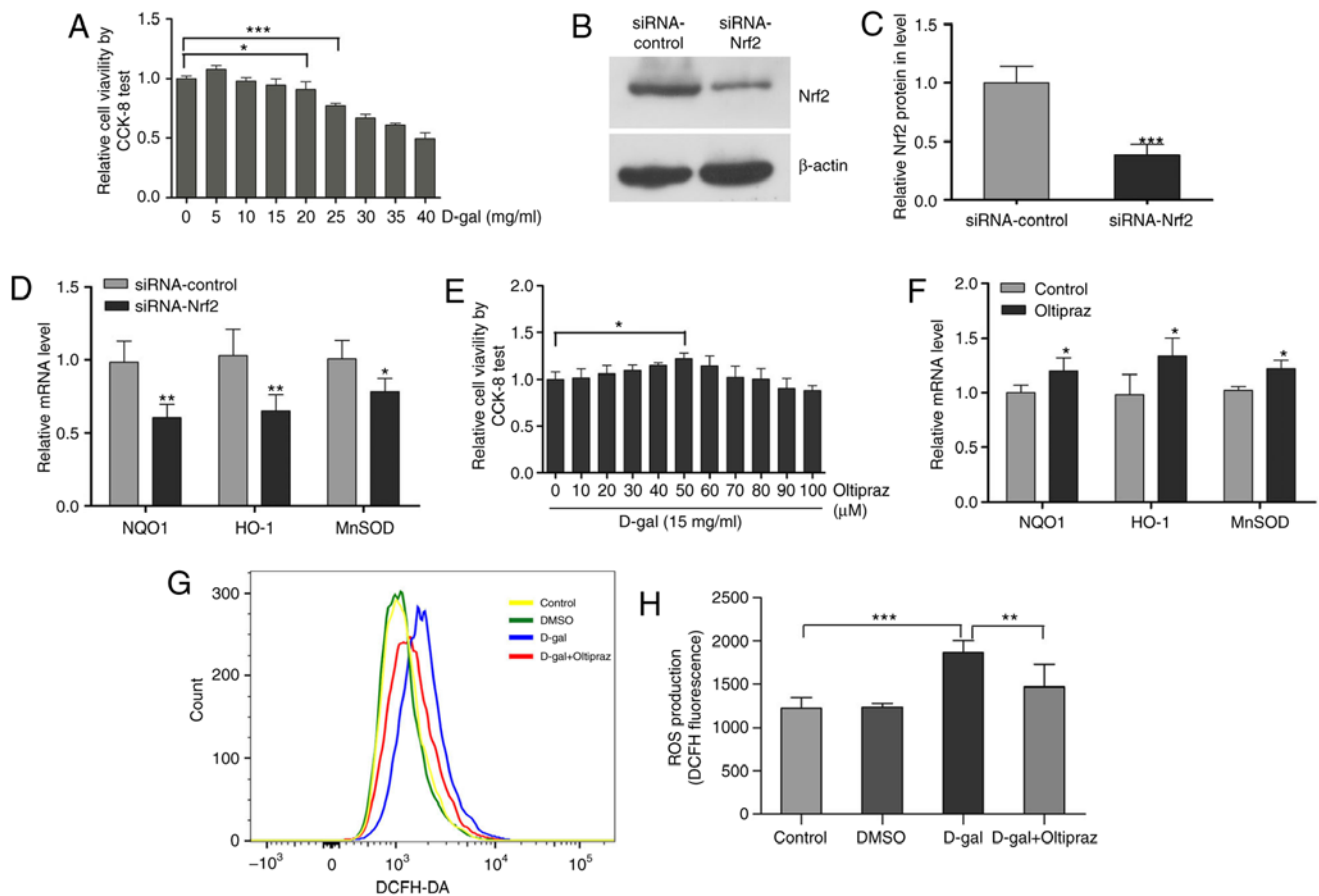 A
Relative cell viability by
CCK-8 test
1.5
1.0
0.5
0.0
***
*
0 5 10 15 20 25 30 35 40 D-gal (mg/ml)
B
siRNA-
control
siRNA-
Nrf2
Nrf2
β-actin
C
Relative Nrf2 protein in level
1.5
1.0
0.5
0.0
***
siRNA-control siRNA-Nrf2
D
Relative mRNA level
1.5
1.0
0.5
0.0
siRNA-control
siRNA-Nrf2
** ** *
NQO1 HO-1 MnSOD
E
Relative cell viavility by
CCK-8 test
2.0
1.5
1.0
0.5
0.0
*
0 10 20 30 40 50 60 70 80 90 100 Oltipraz
(μM)
D-gal (15 mg/ml)
F
Relative mRNA level
2.0
1.5
1.0
0.5
0.0
Control
Oltipraz
* * *
NQO1 HO-1 MnSOD
G
Count
300
200
100
0
Control
DMSO
D-gal
D-gal+Oltipraz
−10³ 0 10³ 10⁴ 10⁵
DCFH-DA
H
ROS production
(DCFH fluorescence)
2500
2000
1500
1000
500
0
*** **
Control DMSO D-gal D-gal+Oltipraz